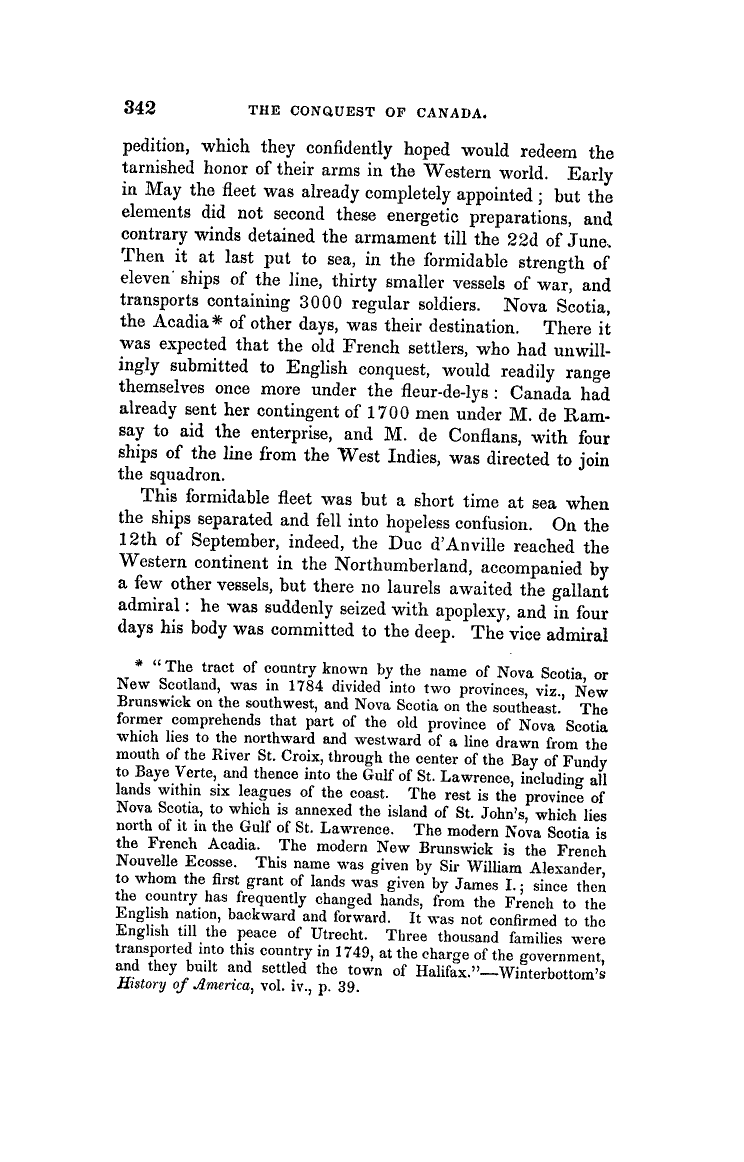 342 THE CONQUEST OF CANADA.
pedition, which they confidently hoped would redeem the
tarnished honor of their arms in the Western world. Early
in May the fleet was already completely appointed ; but the
elements did not second these energetic preparations, and
contrary winds detained the armament till the 22d of June.
Then it at last put to sea, in the formidable strength of
eleven ships of the line, thirty smaller vessels of war, and
transports containing 3000 regular soldiers. Nova Scotia,
the Acadia* of other days, was their destination. There it
was expected that the old French settlers, who had unwill-
ingly submitted to English conquest, would readily range
themselves once more under the fleur-de-lys : Canada had
already sent her contingent of 1700 men under M. de Ram-
say to aid the enterprise, and M. de Conflans, with four
ships of the line from the West Indies, was directed to join
the squadron.
This formidable fleet was but a short time at sea when
the ships separated and fell into hopeless confusion. On the
12th of September, indeed, the Duc d'Anville reached the
Western continent in the Northumberland, accompanied by
a few other vessels, but there no laurels awaited the gallant
admiral : he was suddenly seized with apoplexy, and in four
days his body was committed to the deep. The vice admiral
* "The tract of country known by the name of Nova Scotia, or
New Scotland, was in 1784 divided into two provinces, viz., New
Brunswick on the southwest, and Nova Scotia on the southeast. The
former comprehends that part of the old province of Nova Scotia
which lies to the northward and westward of a line drawn from the
mouth of the River St. Croix, through the center of the Bay of Fundy
to Baye Verte, and thence into the Gulf of St. Lawrence, including all
lands within six leagues of the coast. The rest is the province of
Nova Scotia, to which is annexed the island of St. John's, which lies
north of it in the Gulf of St. Lawrence. The modern Nova Scotia is
the French Acadia. The modern New Brunswick is the French
Nouvelle Ecosse. This name was given by Sir William Alexander,
to whom the first grant of lands was given by James I. ; since then
the country has frequently changed hands, from the French to the
English nation, backward and forward. It was not confirmed to the
English till the peace of Utrecht. Three thousand families were
transported into this country in 1749, at the charge of the government,
and they built and settled the town of Halifax."—Winterbottom's
History of America, vol. iv., p. 39.